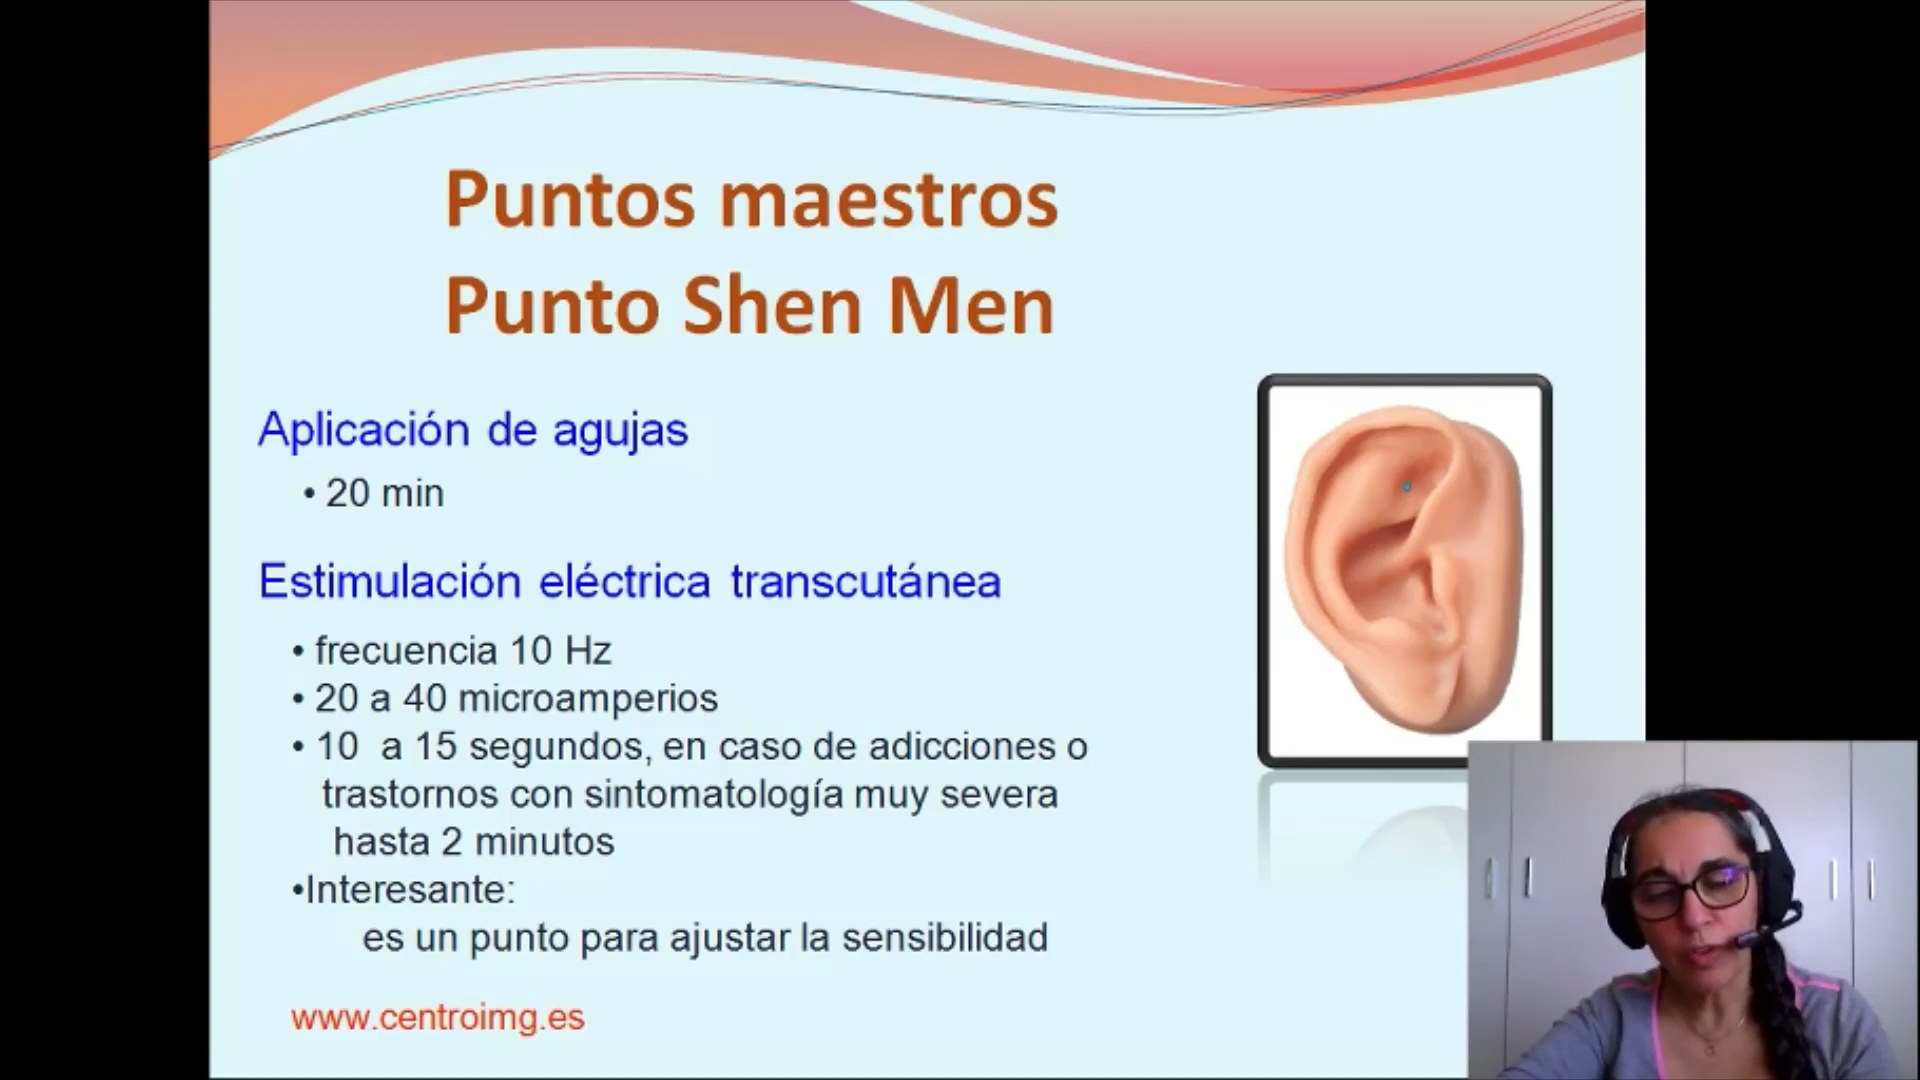 Puntos maestros
Punto Shen Men
Aplicación de agujas
• 20 min
Estimulación eléctrica transcutánea
• frecuencia 10 Hz
• 20 a 40 microamperios
• 10 a 15 segundos, en caso de adicciones o
trastornos con sintomatología muy severa
hasta 2 minutos
•Interesante:
es un punto para ajustar la sensibilidad
www.centroimg.es